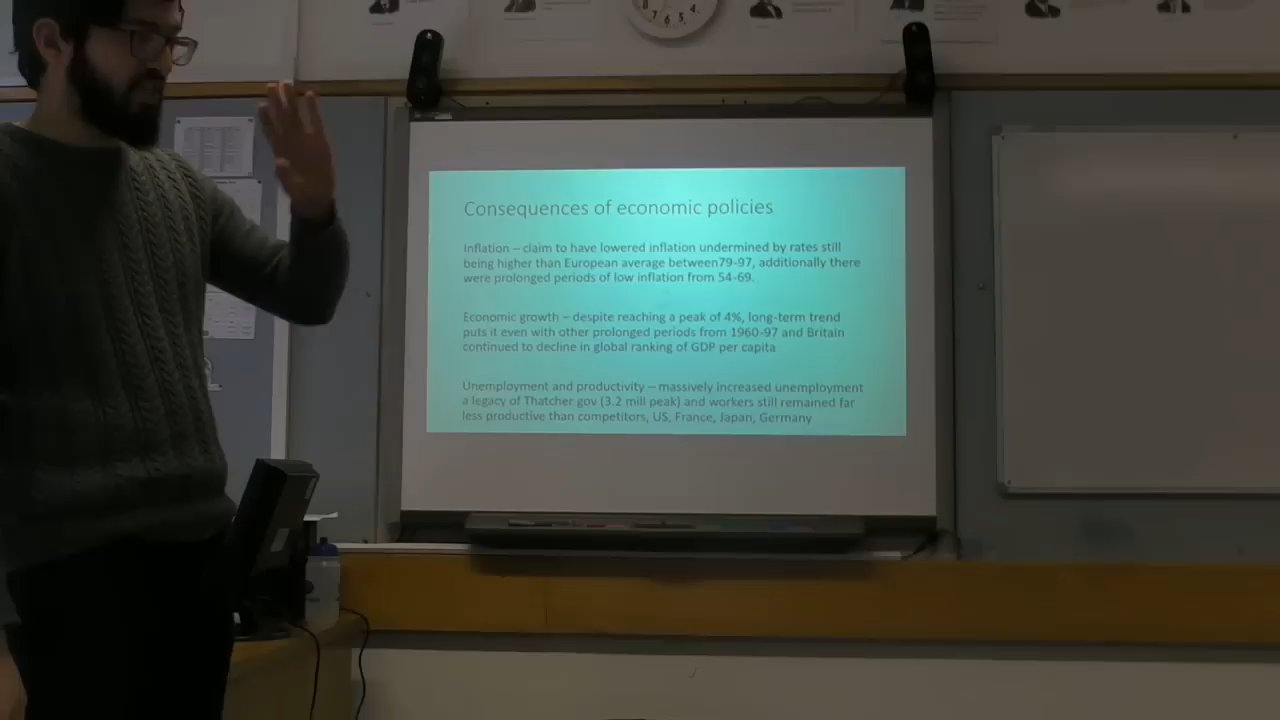 7 6 5 4
Consequences of economic policies
Inflation – claim to have lowered inflation undermined by rates still
being higher than European average between79-97, additionally there
were prolonged periods of low inflation from 54-69.
Economic growth – despite reaching a peak of 4%, long-term trend
puts it even with other prolonged periods from 1960-97 and Britain
continued to decline in global ranking of GDP per capita
Unemployment and productivity – massively increased unemployment
a legacy of Thatcher gov (3.2 mill peak) and workers still remained far
less productive than competitors, US, France, Japan, Germany